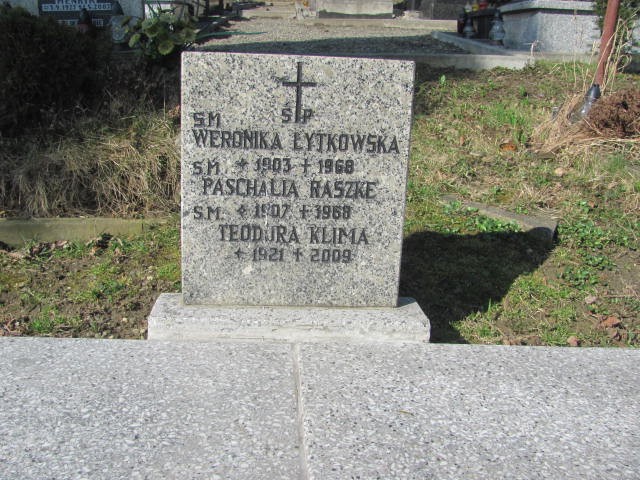 Ś P
S.M WERONIKA ŁYTKOWSKA
* 1903 + 1968
S.M. PASCHALIA RASZKE
* 1907 + 1968
S.M. TEODORA KLIMA
* 1921 + 2009